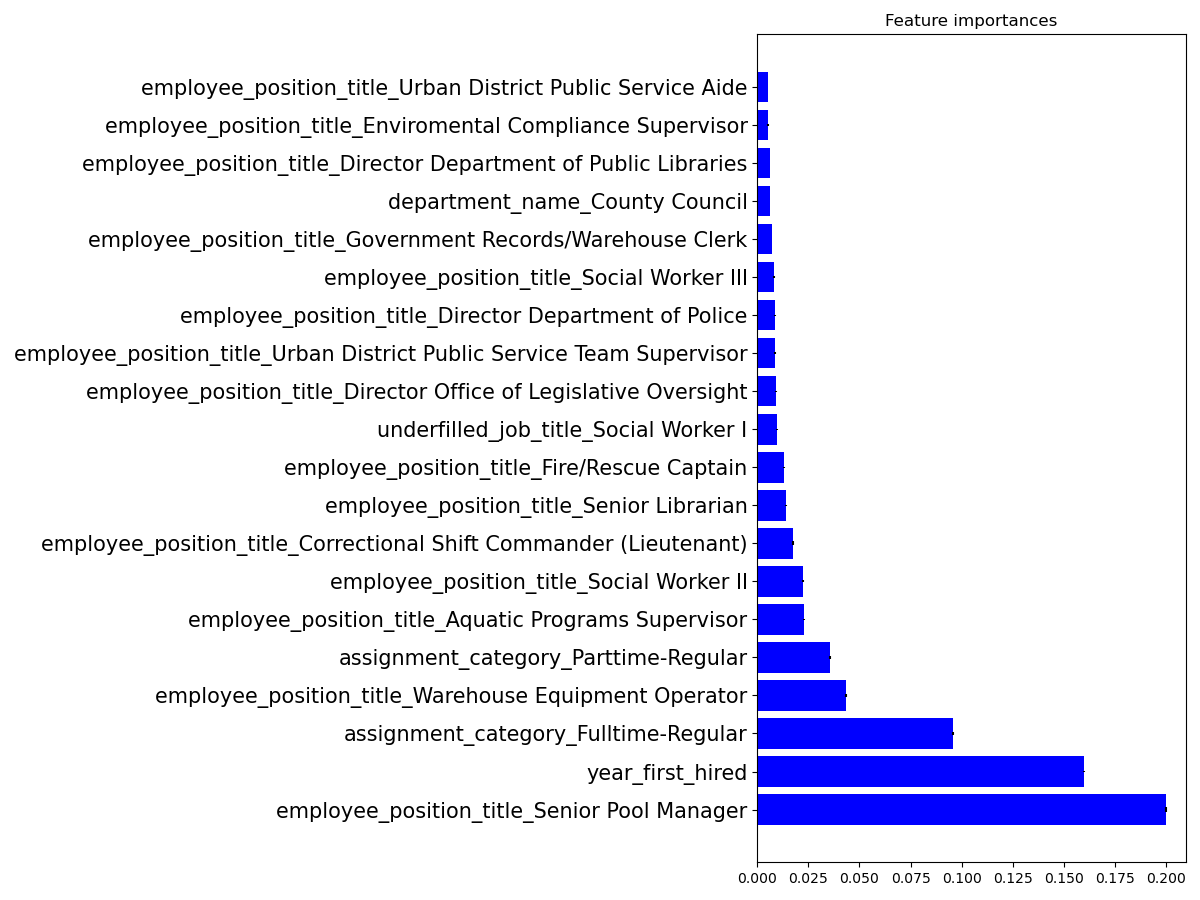 Feature importances
employee_position_title_Urban District Public Service Aide
employee_position_title_Enviromental Compliance Supervisor
employee_position_title_Director Department of Public Libraries
department_name_County Council
employee_position_title_Government Records/Warehouse Clerk
employee_position_title_Social Worker III
employee_position_title_Director Department of Police
employee_position_title_Urban District Public Service Team Supervisor
employee_position_title_Director Office of Legislative Oversight
underfilled_job_title_Social Worker I
employee_position_title_Fire/Rescue Captain
employee_position_title_Senior Librarian
employee_position_title_Correctional Shift Commander (Lieutenant)
employee_position_title_Social Worker II
employee_position_title_Aquatic Programs Supervisor
assignment_category_Parttime-Regular
employee_position_title_Warehouse Equipment Operator
assignment_category_Fulltime-Regular
year_first_hired
employee_position_title_Senior Pool Manager
0.000 0.025 0.050 0.075 0.100 0.125 0.150 0.175 0.200